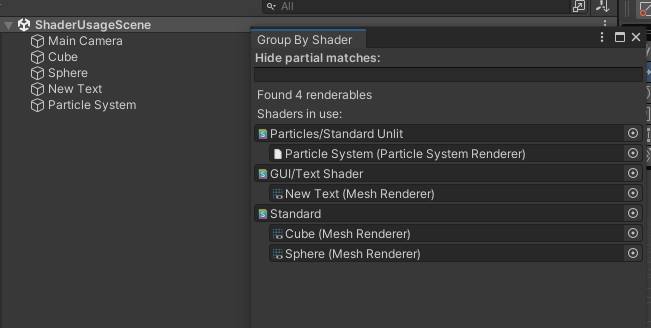 All
ShaderUsageScene
Main Camera
Cube
Sphere
New Text
Particle System
Group By Shader
Hide partial matches:
Found 4 renderables
Shaders in use:
Particles/Standard Unlit
Particle System (Particle System Renderer)
GUI/Text Shader
New Text (Mesh Renderer)
Standard
Cube (Mesh Renderer)
Sphere (Mesh Renderer)